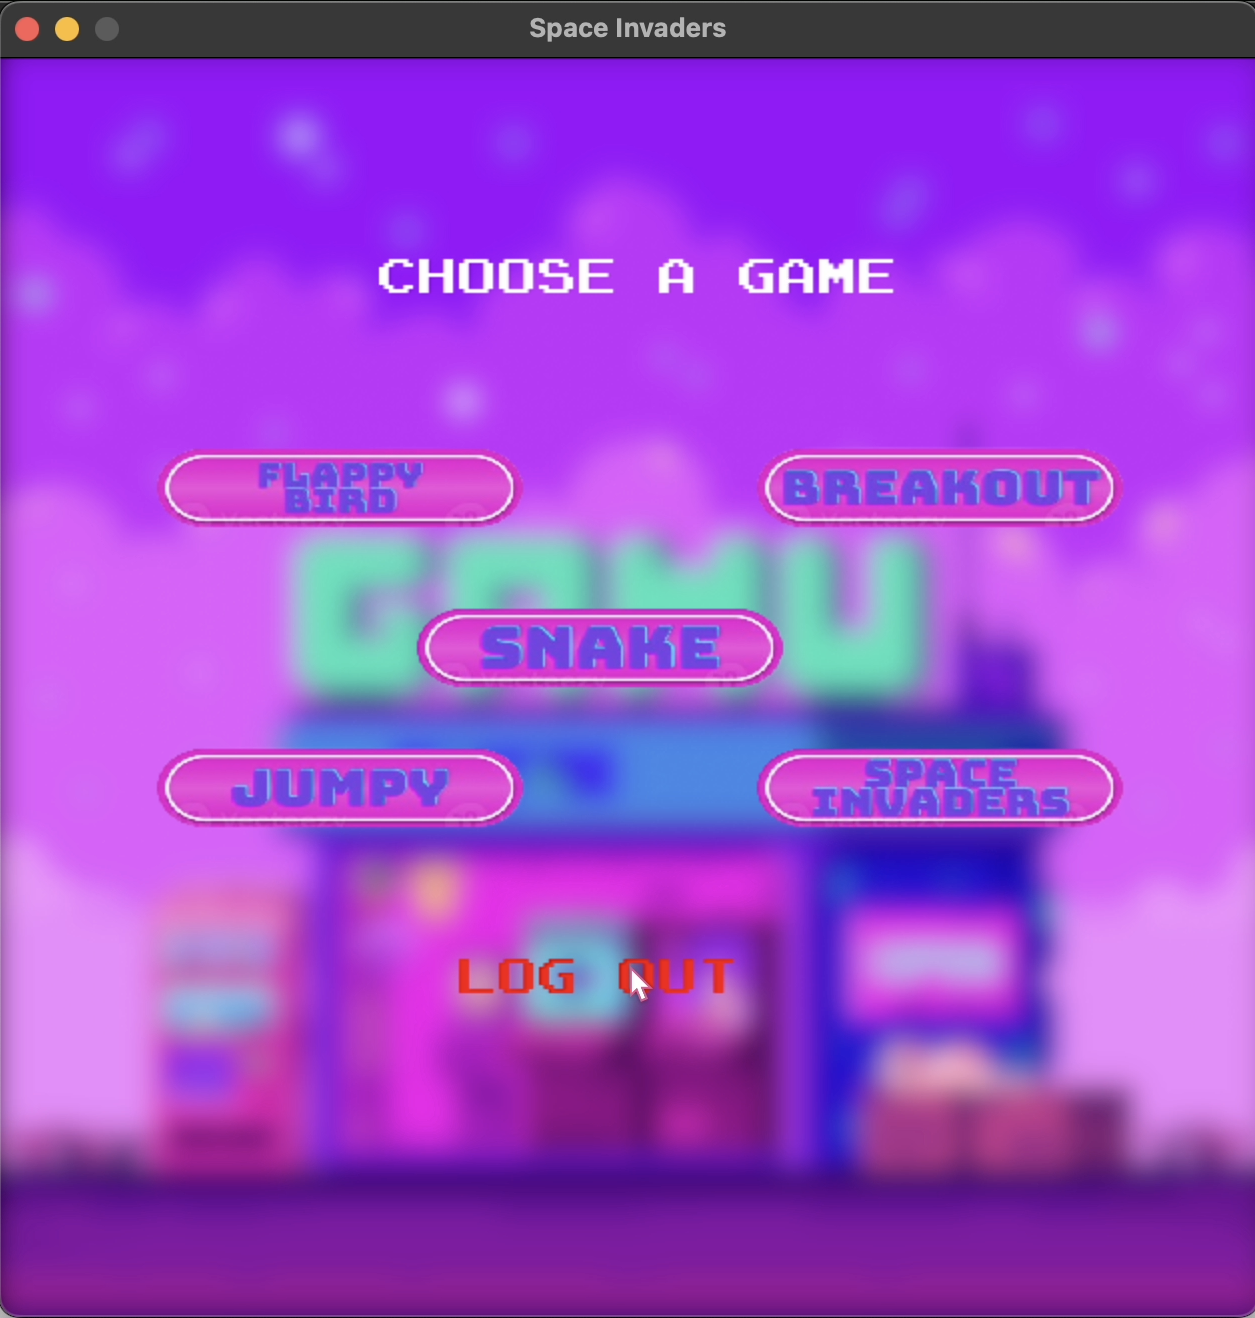 Space Invaders
CHOOSE A GAME
FLAPPY
BIRD
BREAKOUT
SNAKE
JUMPY
SPACE
INVADERS
LOG OUT